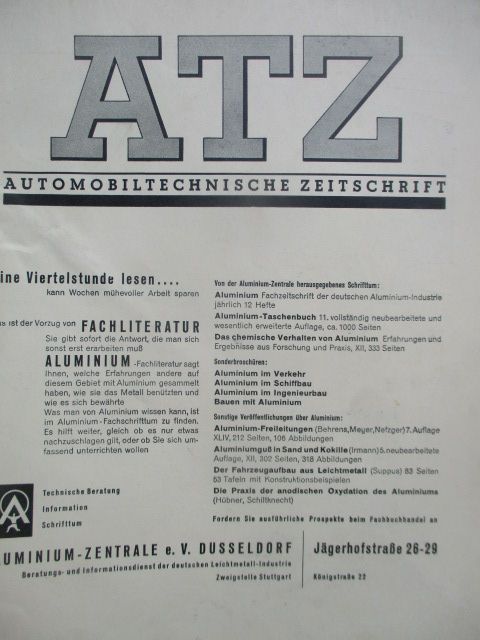 ATZ
AUTOMOBILTECHNISCHE ZEITSCHRIFT
ine Viertelstunde lesen....
kann Wochen mühevoller Arbeit sparen
as ist der Vorzug von FACHLITERATUR
Sie gibt sofort die Antwort, die man sich
sonst erst erarbeiten muß
ALUMINIUM-Fachliteratur sagt
Ihnen, welche Erfahrungen andere auf
diesem Gebiet mit Aluminium gesammelt
haben, wie sie das Metall benützten und
wie es sich bewährte
Was man von Aluminium wissen kann, ist
im Aluminium-Fachschrifttum zu finden.
Es hilft weiter, gleich ob es nur etwas
nachzuschlagen gilt, oder ob Sie sich um-
fassend unterrichten wollen
Technische Beratung
Information
Schrifttum
Von der Aluminium-Zentrale herausgegebenes Schrifttum:
Aluminium Fachzeitschrift der deutschen Aluminium-Industrie
jährlich 12 Hefte
Aluminium-Taschenbuch 11. vollständig neubearbeitete und
wesentlich erweiterte Auflage, ca. 1000 Seiten
Das chemische Verhalten von Aluminium Erfahrungen und
Ergebnisse aus Forschung und Praxis, XII, 333 Seiten
Sonderbroschüren:
Aluminium im Verkehr
Aluminium im Schiffbau
Aluminium im Ingenieurbau
Bauen mit Aluminium
Sonstige Veröffentlichungen über Aluminium:
Aluminium-Freileitungen (Behrens, Meyer, Nefzger) 7. Auflage
XLIV, 212 Seiten, 106 Abbildungen
Aluminiumguß in Sand und Kokille (Irmann) 5. neubearbeitete
Auflage, XII, 302 Seiten, 318 Abbildungen
Der Fahrzeugaufbau aus Leichtmetall (Suppus) 83 Seiten
53 Tafeln mit Konstruktionsbeispielen
Die Praxis der anodischen Oxydation des Aluminiums
(Hübner, Schiltknecht)
Fordern Sie ausführliche Prospekte beim Fachbuchhandel an
LUMINIUM-ZENTRALE e. V. DUSSELDORF
Beratungs- und Informationsdienst der deutschen Leichtmetall-Industrie
Zweigstelle Stuttgart
Jägerhofstraße 26-29
Königstraße 22